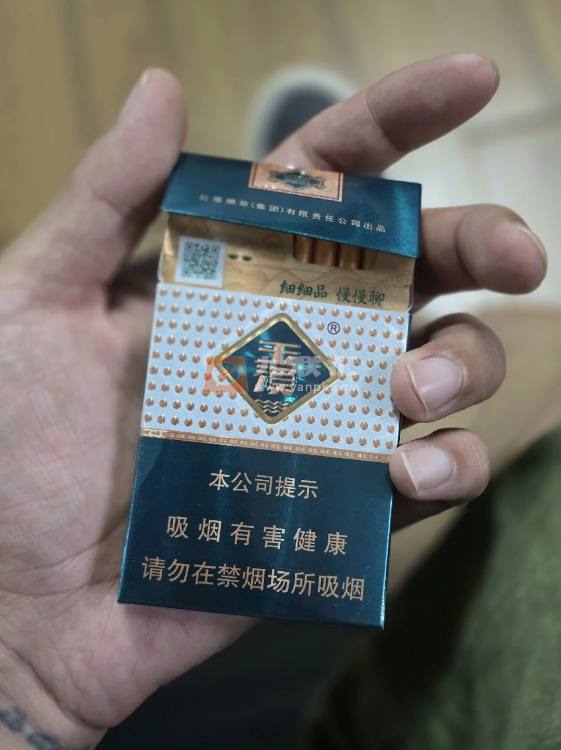 红塔烟草(集团)有限责任公司出品
细细品 慢慢聊
®
玉溪
本公司提示
吸烟有害健康
请勿在禁烟场所吸烟